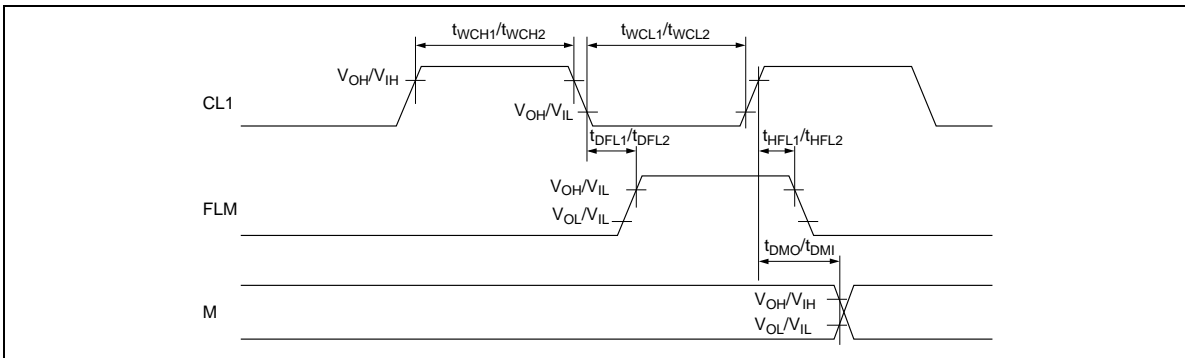 tWCH1/tWCH2
tWCL1/tWCL2
VOH/VIH
CL1
VOH/VIL
tDFL1/tDFL2
tHFL1/tHFL2
VOH/VIL
FLM
VOL/VIL
tDMO/tDMI
VOH/VIH
M
VOL/VIL